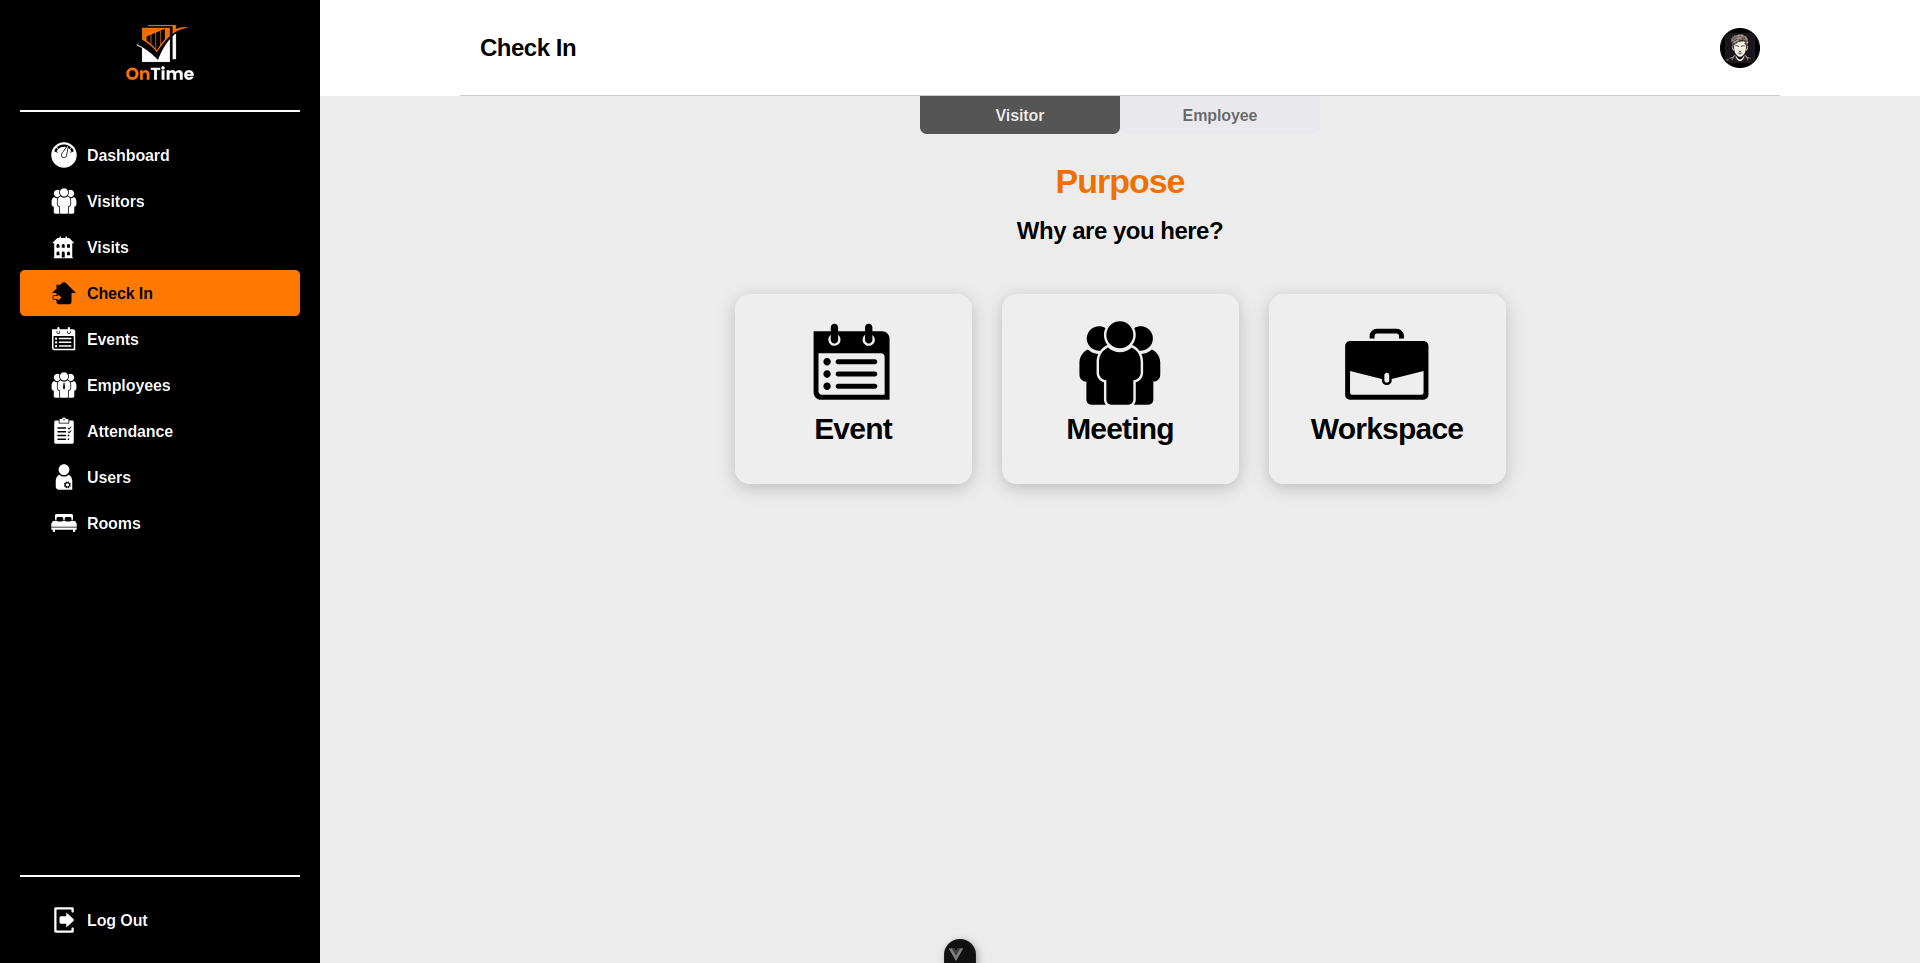 OnTime
Dashboard
Visitors
Visits
Check In
Events
Employees
Attendance
Users
Rooms
Log Out
Check In
Visitor
Employee
Purpose
Why are you here?
Event
Meeting
Workspace